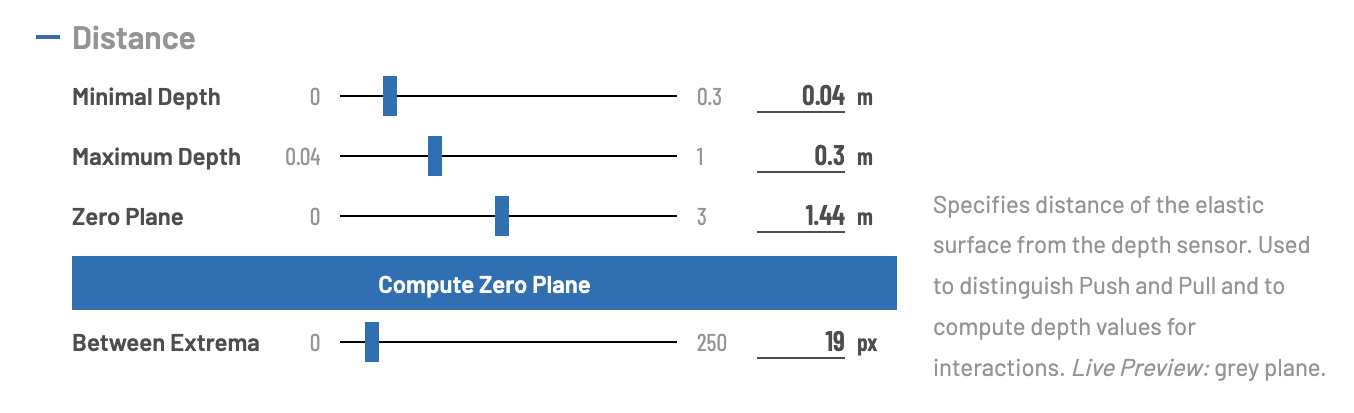 Distance
Minimal Depth 0 0.3 0.04 m
Maximum Depth 0.04 1 0.3 m
Zero Plane 0 3 1.44 m
Compute Zero Plane
Between Extrema 0 250 19 px
Specifies distance of the elastic
surface from the depth sensor. Used
to distinguish Push and Pull and to
compute depth values for
interactions. Live Preview: grey plane.